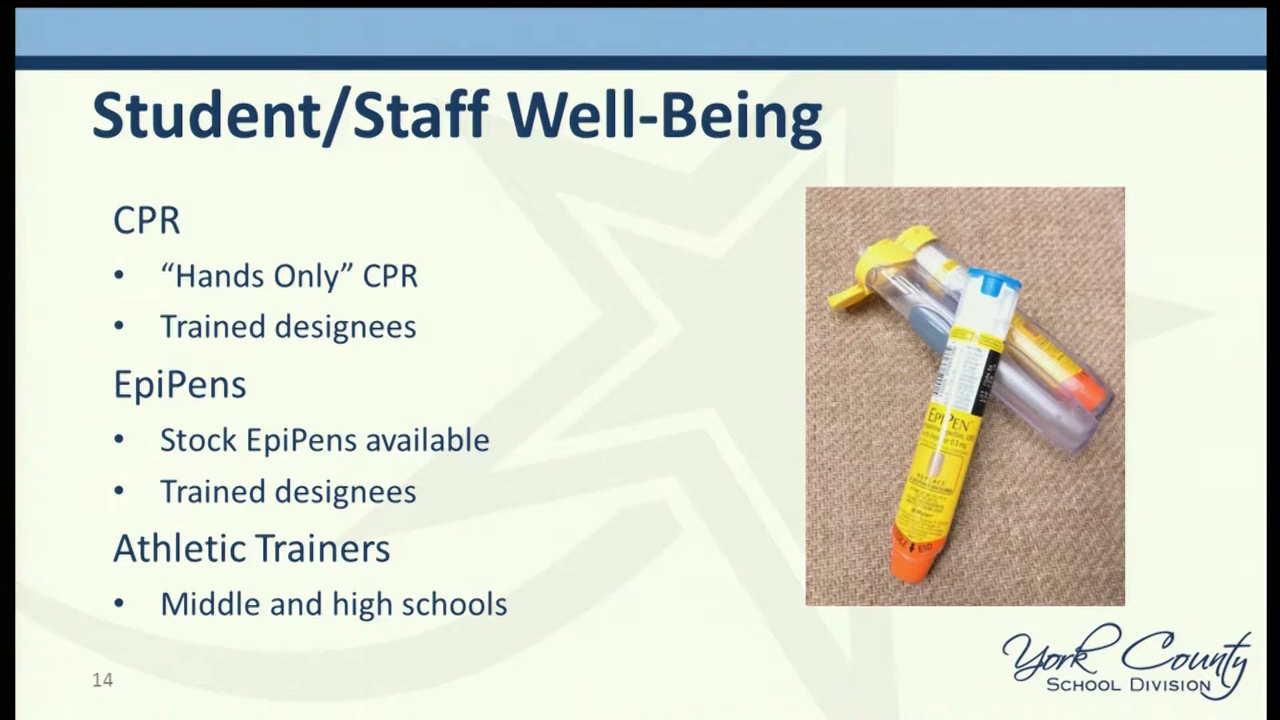 Student/Staff Well-Being
CPR
• “Hands Only” CPR
• Trained designees
EpiPens
• Stock EpiPens available
• Trained designees
Athletic Trainers
• Middle and high schools
EPIPEN
14
York County
SCHOOL DIVISION